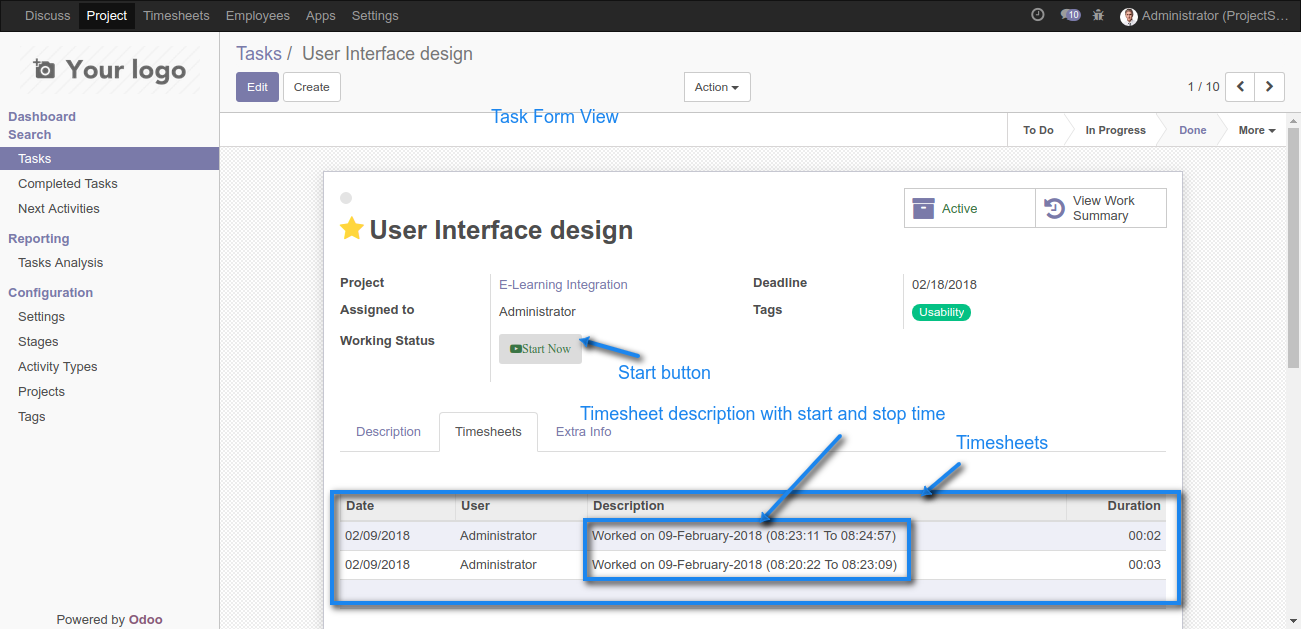 Discuss Project Timesheets Employees Apps Settings 10 Administrator (ProjectS...
Your logo
Tasks / User Interface design
Edit Create Action 1 / 10
Task Form View
To Do In Progress Done More
Dashboard
Search
Tasks
Completed Tasks
Next Activities
Reporting
Tasks Analysis
Configuration
Settings
Stages
Activity Types
Projects
Tags
Powered by Odoo
Active
View Work
Summary
User Interface design
Project E-Learning Integration
Deadline 02/18/2018
Assigned to Administrator
Tags Usability
Working Status Start Now
Start button
Timesheet description with start and stop time
Description Timesheets Extra Info
Timesheets
Date User Description Duration
02/09/2018 Administrator Worked on 09-February-2018 (08:23:11 To 08:24:57) 00:02
02/09/2018 Administrator Worked on 09-February-2018 (08:20:22 To 08:23:09) 00:03